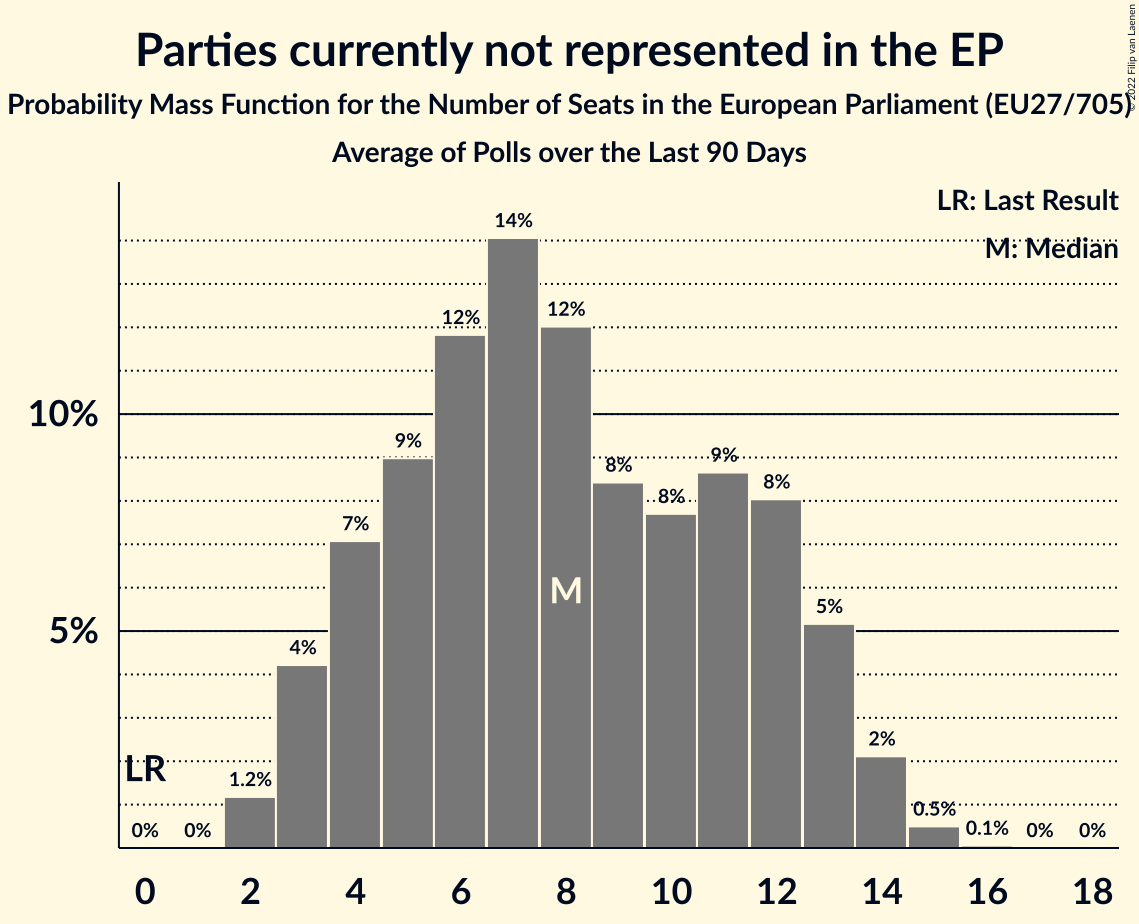 Parties currently not represented in the EP
Probability Mass Function for the Number of Seats in the European Parliament (EU27/705)
Average of Polls over the Last 90 Days
© 2022 Filip van Laenen
LR: Last Result
M: Median
14%
12%
12%
10%
9%
8%
9%
8%
8%
7%
M
5%
5%
4%
2%
LR
1.2%
0.5%
0%
0%
0.1%
0%
0%
0 2 4 6 8 10 12 14 16 18